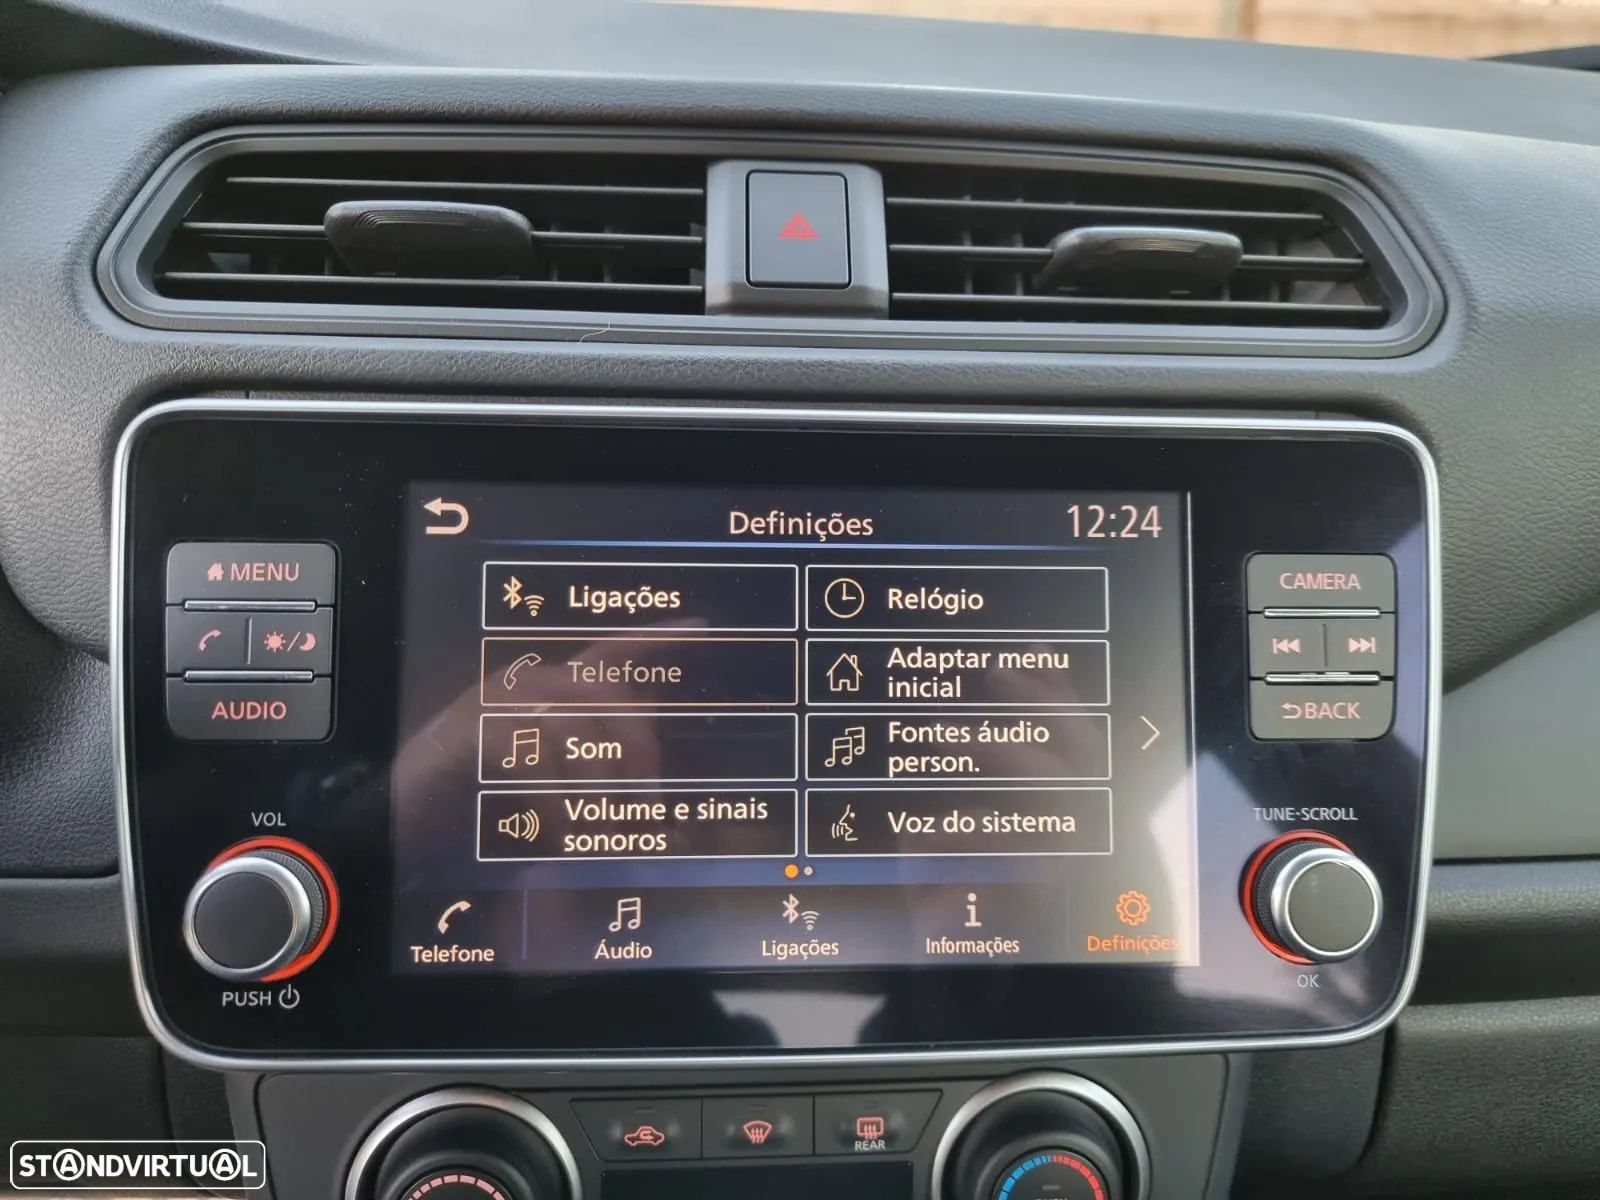 Definições
12:24
MENU
AUDIO
Ligações
Relógio
Telefone
Adaptar menu
inicial
Som
Fontes áudio
person.
Volume e sinais
sonoros
Voz do sistema
CAMERA
BACK
VOL
PUSH
TUNE·SCROLL
OK
Telefone
Áudio
Ligações
Informações
Definições
REAR
STANDVIRTUAL